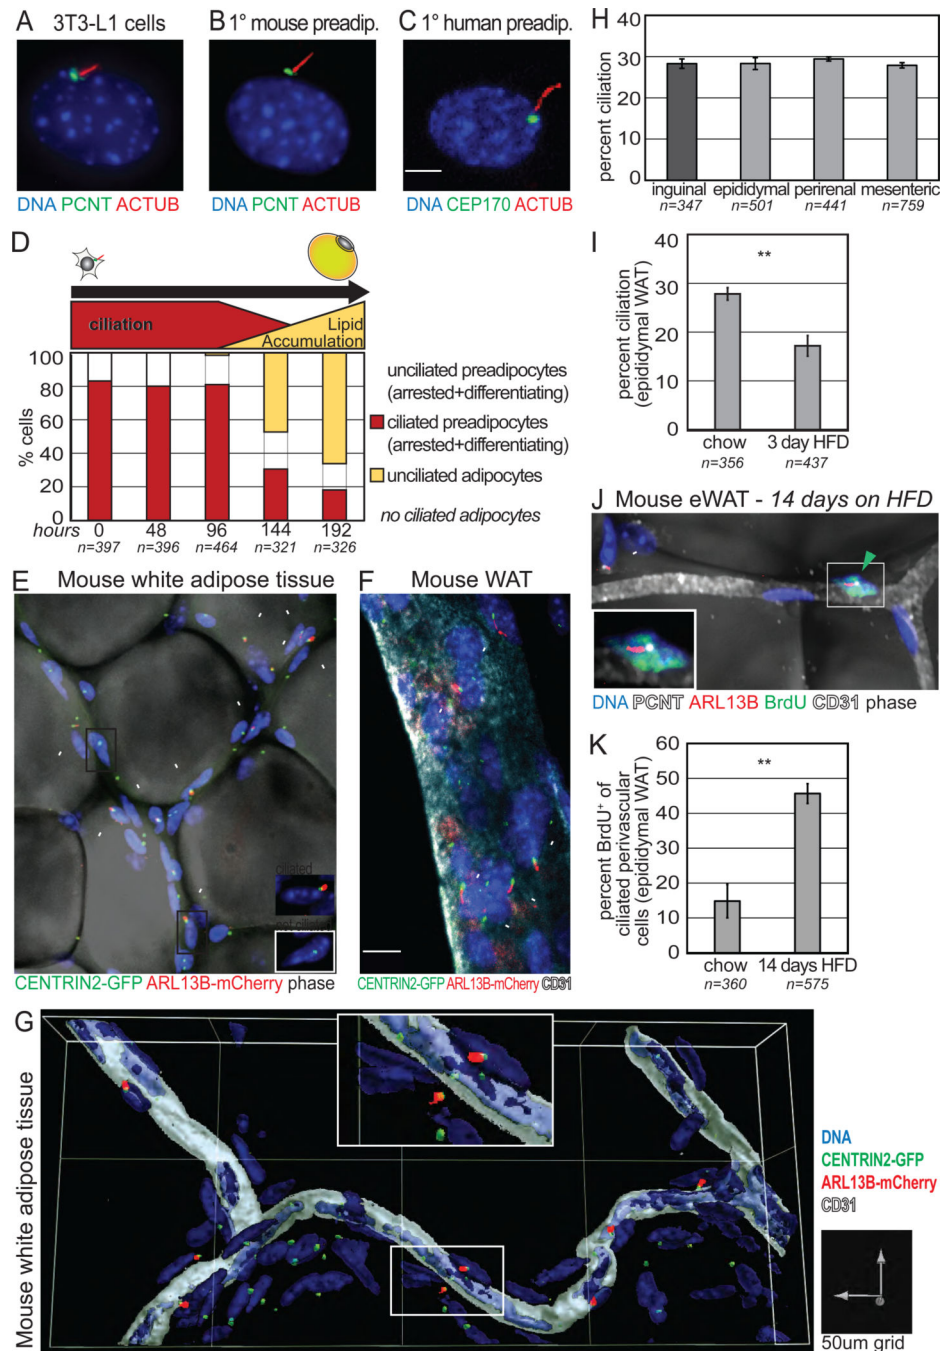 A 3T3-L1 cells
B 1° mouse preadip.
C 1° human preadip.
DNA PCNT ACTUB
DNA PCNT ACTUB
DNA CEP170 ACTUB
D
ciliation
Lipid
Accumulation
% cells
100
80
60
40
20
0
hours 0 48 96 144 192
n=397 n=396 n=464 n=321 n=326
unciliated preadipocytes
(arrested+differentiating)
ciliated preadipocytes
(arrested+differentiating)
unciliated adipocytes
no ciliated adipocytes
E Mouse white adipose tissue
ciliated
CENTRIN2-GFP ARL13B-mCherry phase
F Mouse WAT
CENTRIN2-GFP ARL13B-mCherry CD31
G
Mouse white adipose tissue
DNA
CENTRIN2-GFP
ARL13B-mCherry
CD31
50um grid
H
percent ciliation
40
30
20
10
0
inguinal epididymal perirenal mesenteric
n=347 n=501 n=441 n=759
I
percent ciliation
(epididymal WAT)
40
30
20
10
0
**
chow 3 day HFD
n=356 n=437
J Mouse eWAT - 14 days on HFD
DNA PCNT ARL13B BrdU CD31 phase
K
percent BrdU+ of
ciliated perivascular
cells (epididymal WAT)
60
50
40
30
20
10
0
**
chow 14 days HFD
n=360 n=575